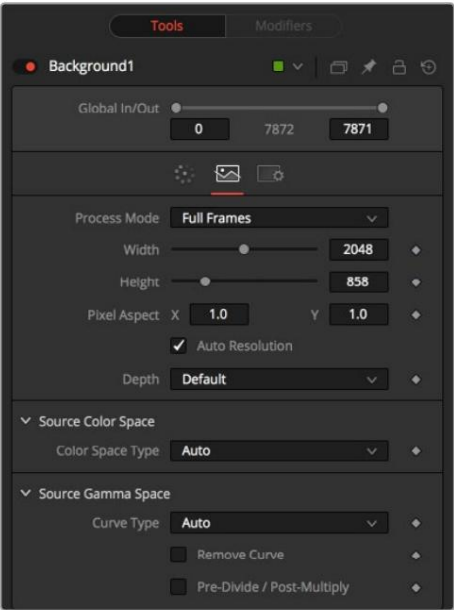 Tools Modifiers
Background1
Global In/Out
0 7872 7871
Process Mode Full Frames
Width 2048
Height 858
Pixel Aspect X 1.0 Y 1.0
Auto Resolution
Depth Default
Source Color Space
Color Space Type Auto
Source Gamma Space
Curve Type Auto
Remove Curve
Pre-Divide / Post-Multiply